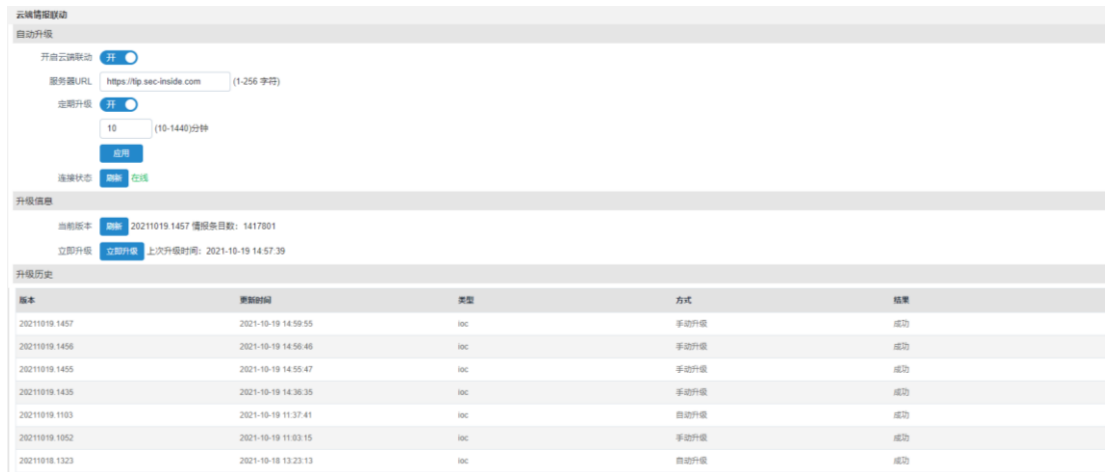 云端情报联动
自动升级
开启云端联动 开
服务器URL https://tip.sec-inside.com (1-256 字符)
定期升级 开
10 (10-1440)分钟
应用
连接状态 刷新 在线
升级信息
当前版本 刷新 20211019.1457 情报条目数：1417801
立即升级 立即升级 上次升级时间：2021-10-19 14:57:39
升级历史
版本 更新时间 类型 方式 结果
20211019.1457 2021-10-19 14:59:55 ioc 手动升级 成功
20211019.1456 2021-10-19 14:56:46 ioc 手动升级 成功
20211019.1455 2021-10-19 14:55:47 ioc 手动升级 成功
20211019.1435 2021-10-19 14:36:35 ioc 手动升级 成功
20211019.1103 2021-10-19 11:37:41 ioc 自动升级 成功
20211019.1052 2021-10-19 11:03:15 ioc 手动升级 成功
20211018.1323 2021-10-18 13:23:13 ioc 自动升级 成功